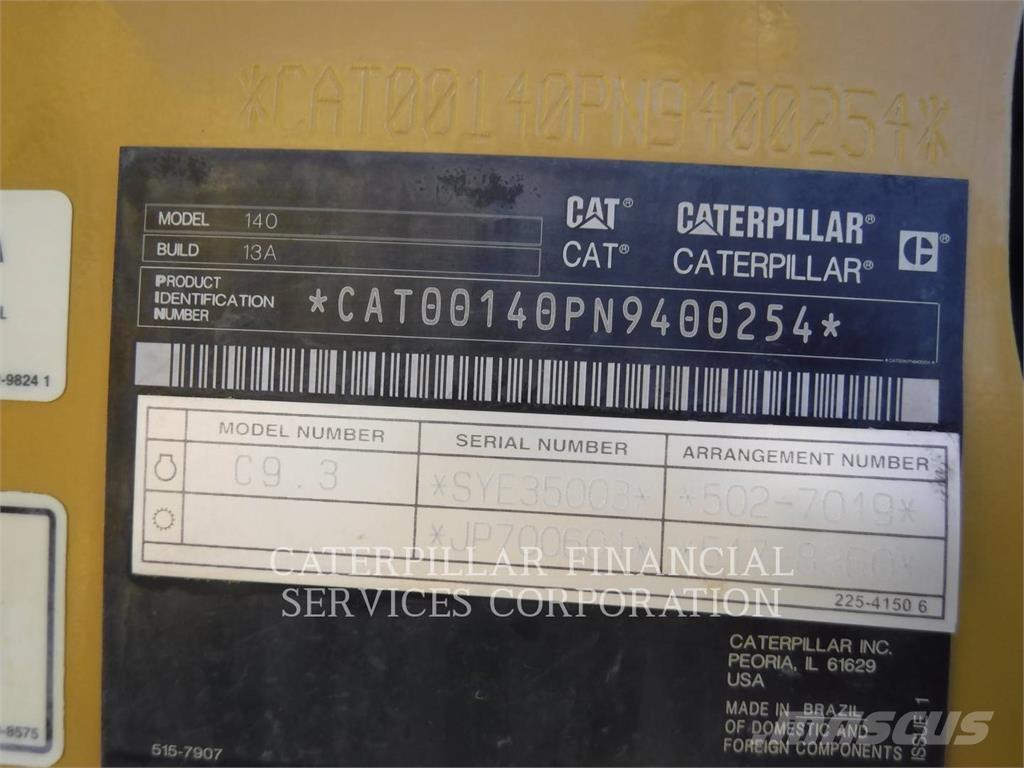 *CAT00140PN9400254*
MODEL 140
BUILD 13A
CAT® CATERPILLAR®
CAT® CATERPILLAR®
PRODUCT
IDENTIFICATION
NUMBER
*CAT00140PN9400254*
MODEL NUMBER SERIAL NUMBER ARRANGEMENT NUMBER
C9.3 *SYE35003* *502-7019*
CATERPILLAR FINANCIAL
SERVICES CORPORATION
225-4150 6
CATERPILLAR INC.
PEORIA, IL 61629
USA
MADE IN BRAZIL
OF DOMESTIC AND
FOREIGN COMPONENTS
ISSUE 1
515-7907
-9824 1
-8575
mascus